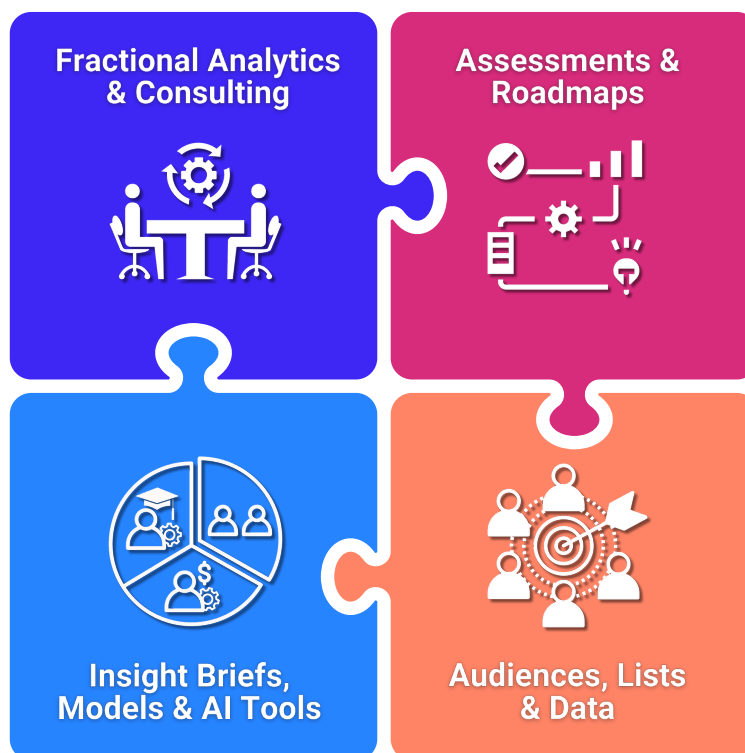 Fractional Analytics
& Consulting
Assessments &
Roadmaps
$
Insight Briefs,
Models & AI Tools
Audiences, Lists
& Data